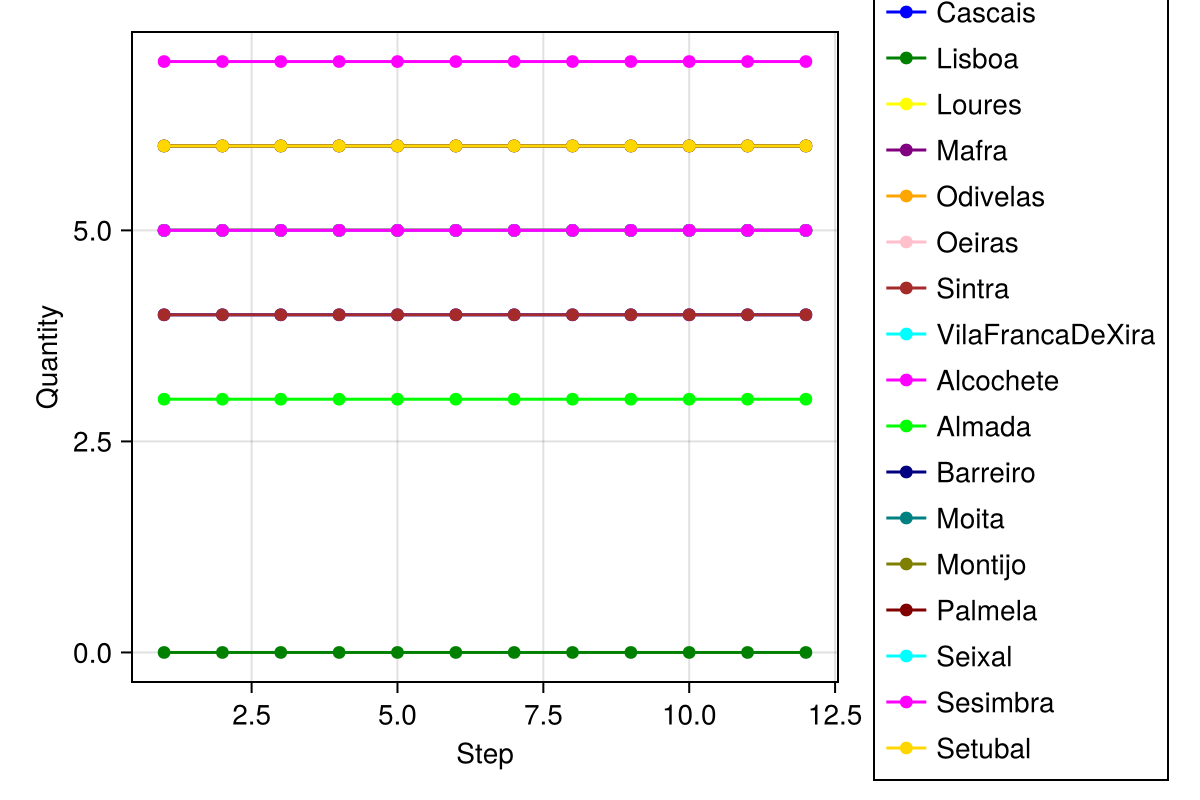 5.0
2.5
0.0
Quantity
2.5
5.0
7.5
10.0
12.5
Step
Cascais
Lisboa
Loures
Mafra
Odivelas
Oeiras
Sintra
VilaFrancaDeXira
Alcochete
Almada
Barreiro
Moita
Montijo
Palmela
Seixal
Sesimbra
Setubal